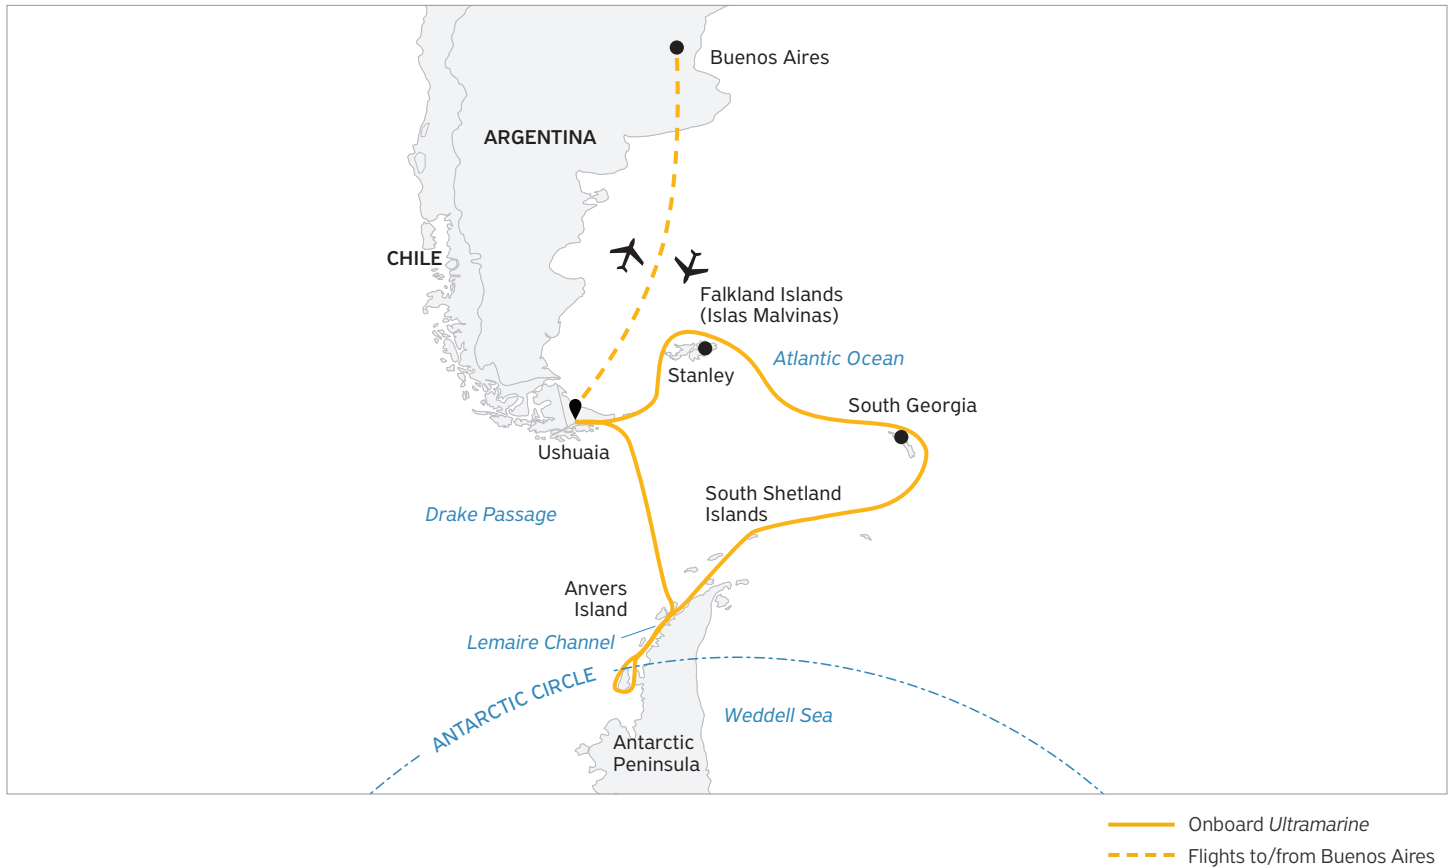 Buenos Aires
ARGENTINA
CHILE
Falkland Islands
(Islas Malvinas)
Atlantic Ocean
Stanley
South Georgia
Ushuaia
South Shetland
Islands
Drake Passage
Anvers
Island
Lemaire Channel
ANTARCTIC CIRCLE
Weddell Sea
Antarctic
Peninsula
Onboard Ultramarine
Flights to/from Buenos Aires